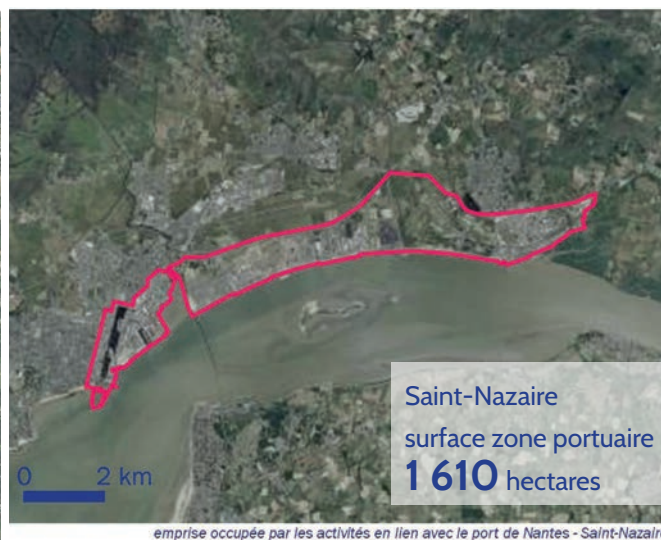 0 2 km
Saint-Nazaire
surface zone portuaire
1 610 hectares
emprise occupée par les activités en lien avec le port de Nantes - Saint-Nazair